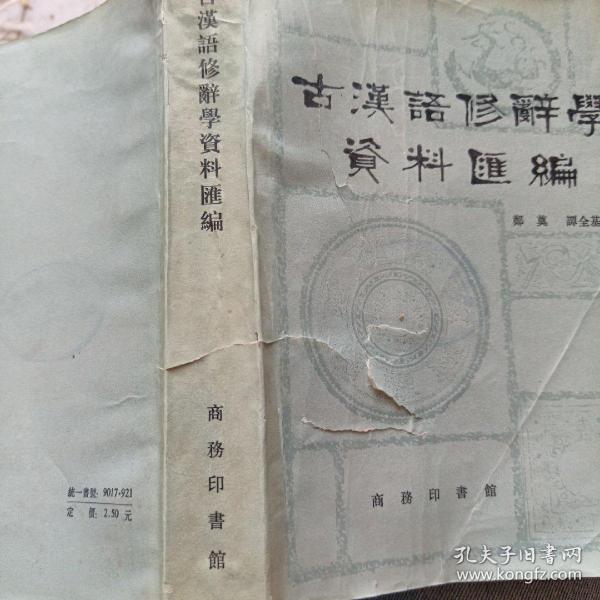 古漢語修辭學
資料匯編
鄭奠 譚全基
商務印書館
古漢語修辭學資料匯編
商務印書館
統一書號: 9017·921
定價: 2.50 元
孔夫子旧书网
www.kongfz.com